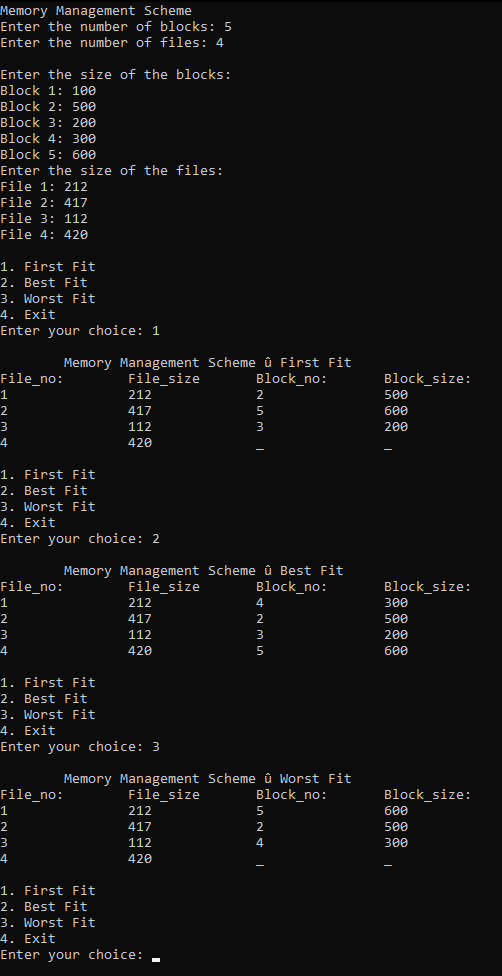 Memory Management Scheme
Enter the number of blocks: 5
Enter the number of files: 4
Enter the size of the blocks:
Block 1: 100
Block 2: 500
Block 3: 200
Block 4: 300
Block 5: 600
Enter the size of the files:
File 1: 212
File 2: 417
File 3: 112
File 4: 420
1. First Fit
2. Best Fit
3. Worst Fit
4. Exit
Enter your choice: 1
Memory Management Scheme û First Fit
File_no: File_size Block_no: Block_size:
1 212 2 500
2 417 5 600
3 112 3 200
4 420 _ _
1. First Fit
2. Best Fit
3. Worst Fit
4. Exit
Enter your choice: 2
Memory Management Scheme û Best Fit
File_no: File_size Block_no: Block_size:
1 212 4 300
2 417 2 500
3 112 3 200
4 420 5 600
1. First Fit
2. Best Fit
3. Worst Fit
4. Exit
Enter your choice: 3
Memory Management Scheme û Worst Fit
File_no: File_size Block_no: Block_size:
1 212 5 600
2 417 2 500
3 112 4 300
4 420 _ _
1. First Fit
2. Best Fit
3. Worst Fit
4. Exit
Enter your choice: